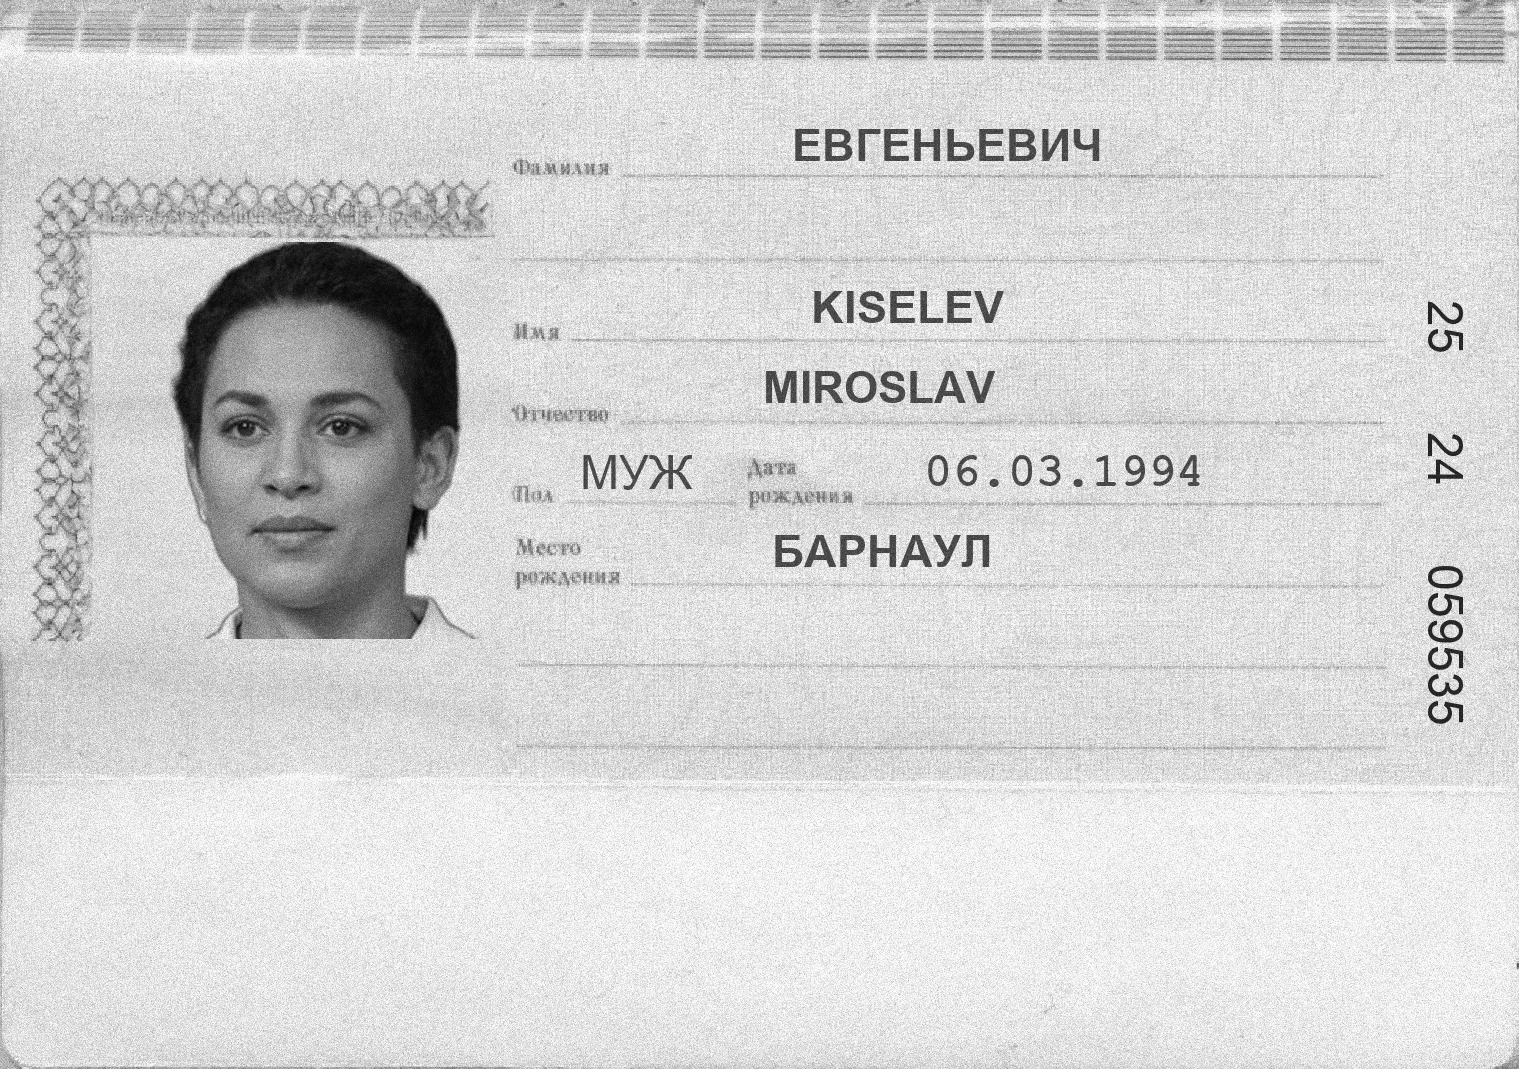 Фамилия ЕВГЕНЬЕВИЧ
Имя KISELEV
Отчество MIROSLAV
Пол МУЖ Дата рождения 06.03.1994
Место рождения БАРНАУЛ
25 24 059535